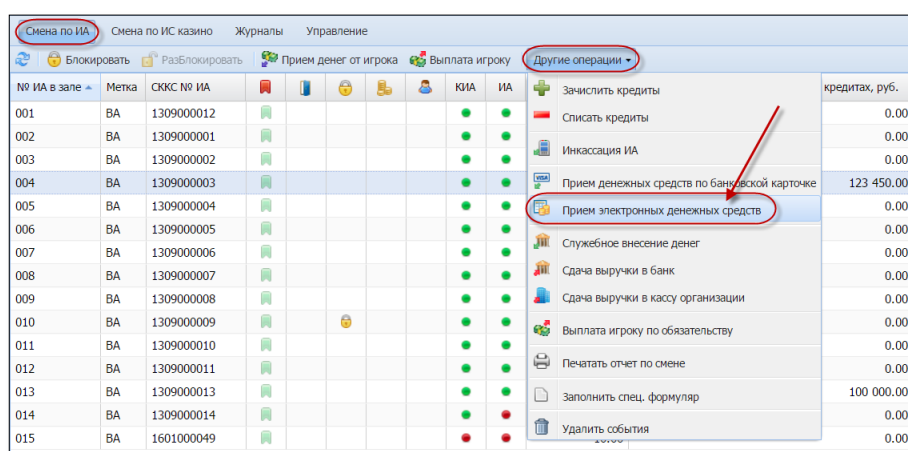 Смена по ИА Смена по ИС казино Журналы Управление
Блокировать РазБлокировать Прием денег от игрока Выплата игроку Другие операции
№ ИА в зале Метка СККС № ИА КИА ИА кредитах, руб.
Зачислить кредиты
001 ВА 1309000012 0.00
Списать кредиты
002 ВА 1309000001 0.00
Инкассация ИА
003 ВА 1309000002 0.00
VISA Прием денежных средств по банковской карточке
004 ВА 1309000003 123 450.00
Прием электронных денежных средств
005 ВА 1309000004 0.00
006 ВА 1309000005 0.00
Служебное внесение денег
007 ВА 1309000006 0.00
Сдача выручки в банк
008 ВА 1309000007 0.00
Сдача выручки в кассу организации
009 ВА 1309000008 0.00
010 ВА 1309000009 0.00
Выплата игроку по обязательству
011 ВА 1309000010 0.00
Печатать отчет по смене
012 ВА 1309000011 0.00
Заполнить спец. формуляр
013 ВА 1309000013 100 000.00
014 ВА 1309000014 0.00
Удалить события
015 ВА 1601000049 0.00